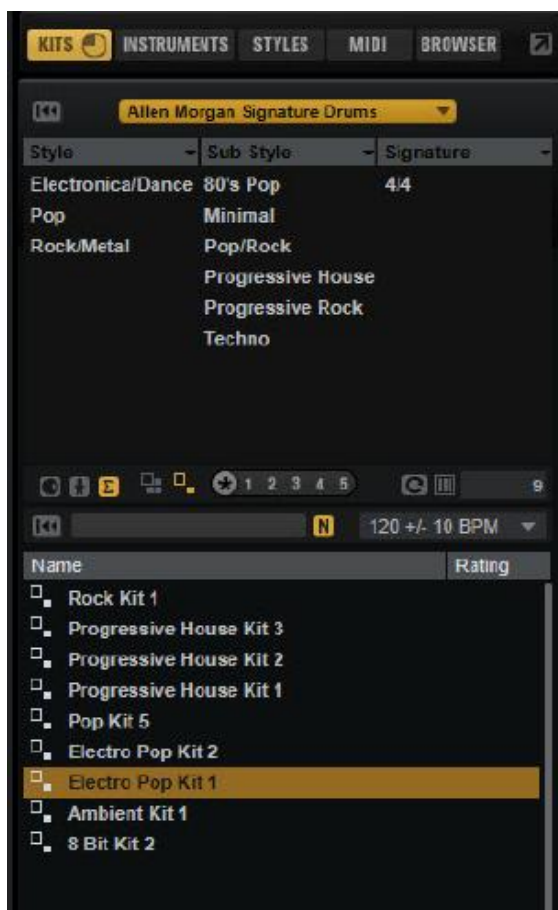 KITS INSTRUMENTS STYLES MIDI BROWSER
Allen Morgan Signature Drums
Style Sub Style Signature
Electronica/Dance 80's Pop 4/4
Pop Minimal
Rock/Metal Pop/Rock
Progressive House
Progressive Rock
Techno
Σ 1 2 3 4 5 9
N 120 +/- 10 BPM
Name Rating
Rock Kit 1
Progressive House Kit 3
Progressive House Kit 2
Progressive House Kit 1
Pop Kit 5
Electro Pop Kit 2
Electro Pop Kit 1
Ambient Kit 1
8 Bit Kit 2